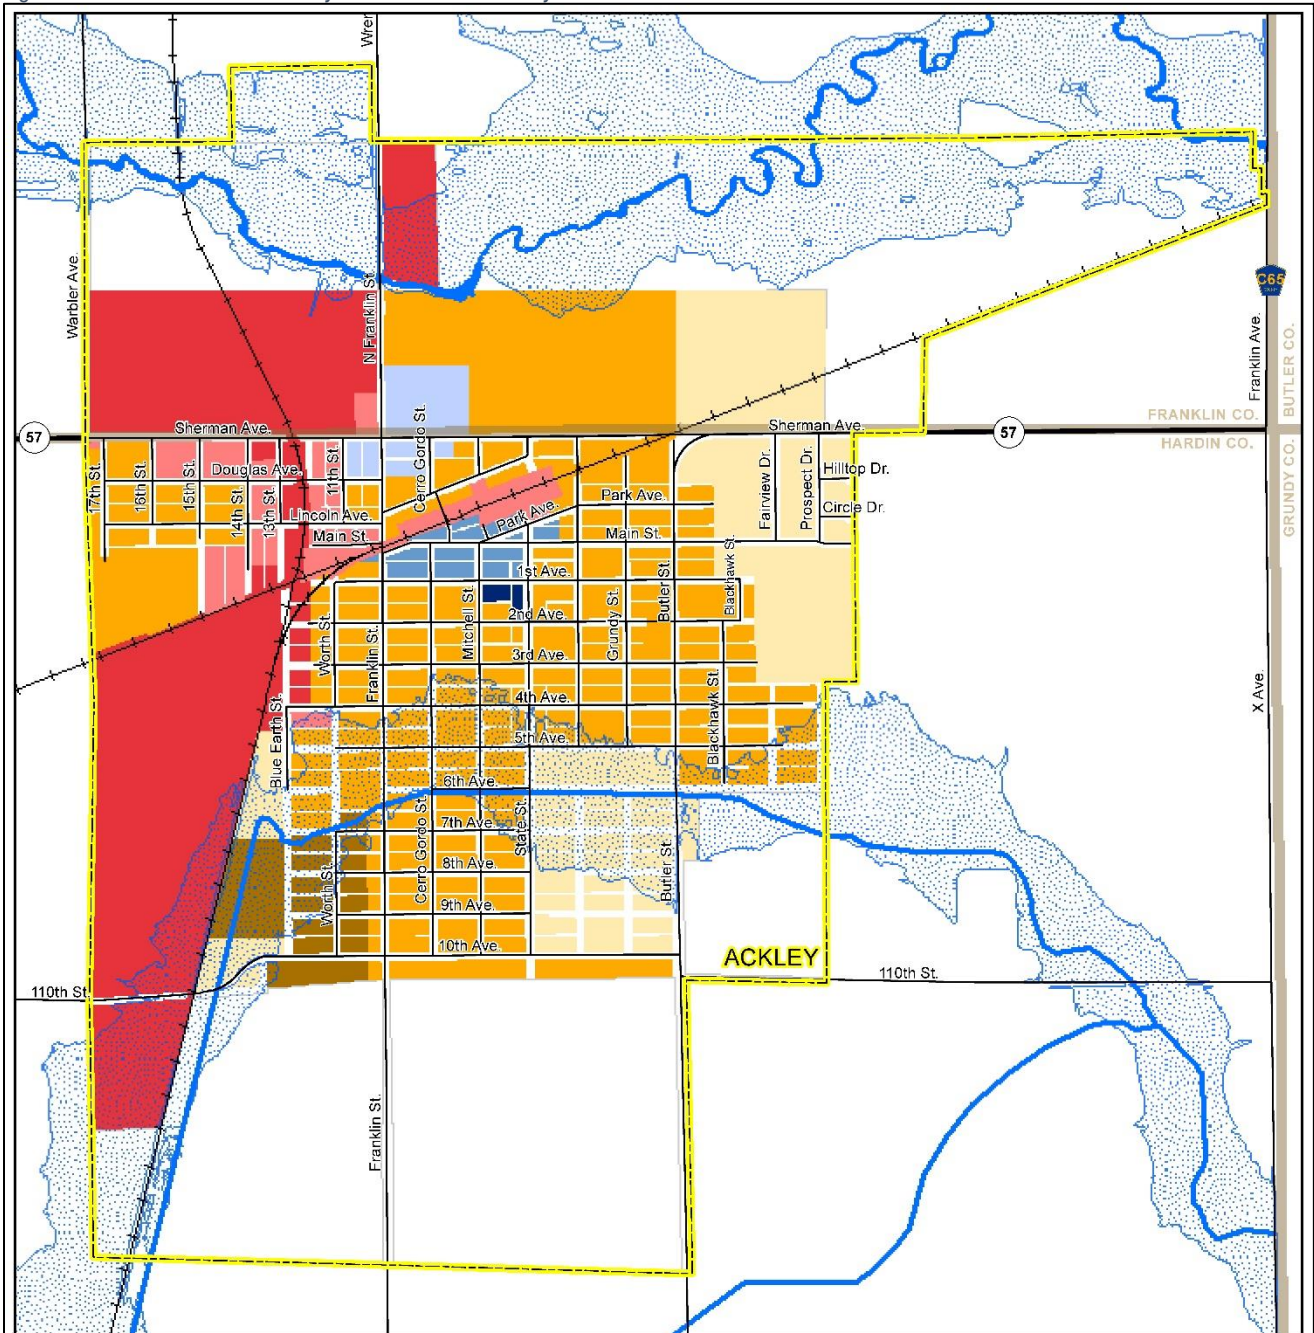 Wren
Warbler Ave.
N Franklin St.
C65
Franklin Ave.
BUTLER CO.
FRANKLIN CO.
HARDIN CO.
GRUNDY CO.
57
Sherman Ave.
Sherman Ave.
57
17th St.
16th St.
15th St.
14th St.
13th St.
11th St.
Douglas Ave.
Lincoln Ave.
Main St.
Cerro Gordo St.
Park Ave.
Park Ave.
Main St.
Fairview Dr.
Prospect Dr.
Hilltop Dr.
Circle Dr.
1st Ave.
2nd Ave.
3rd Ave.
4th Ave.
5th Ave.
6th Ave.
7th Ave.
8th Ave.
9th Ave.
10th Ave.
Worth St.
Franklin St.
Mitchell St.
Grundy St.
Butler St.
Blackhawk St.
Blackhawk St.
Blue Earth St.
Worth St.
Cerro Gordo St.
State St.
Butler St.
X Ave.
ACKLEY
110th St.
110th St.
Franklin St.